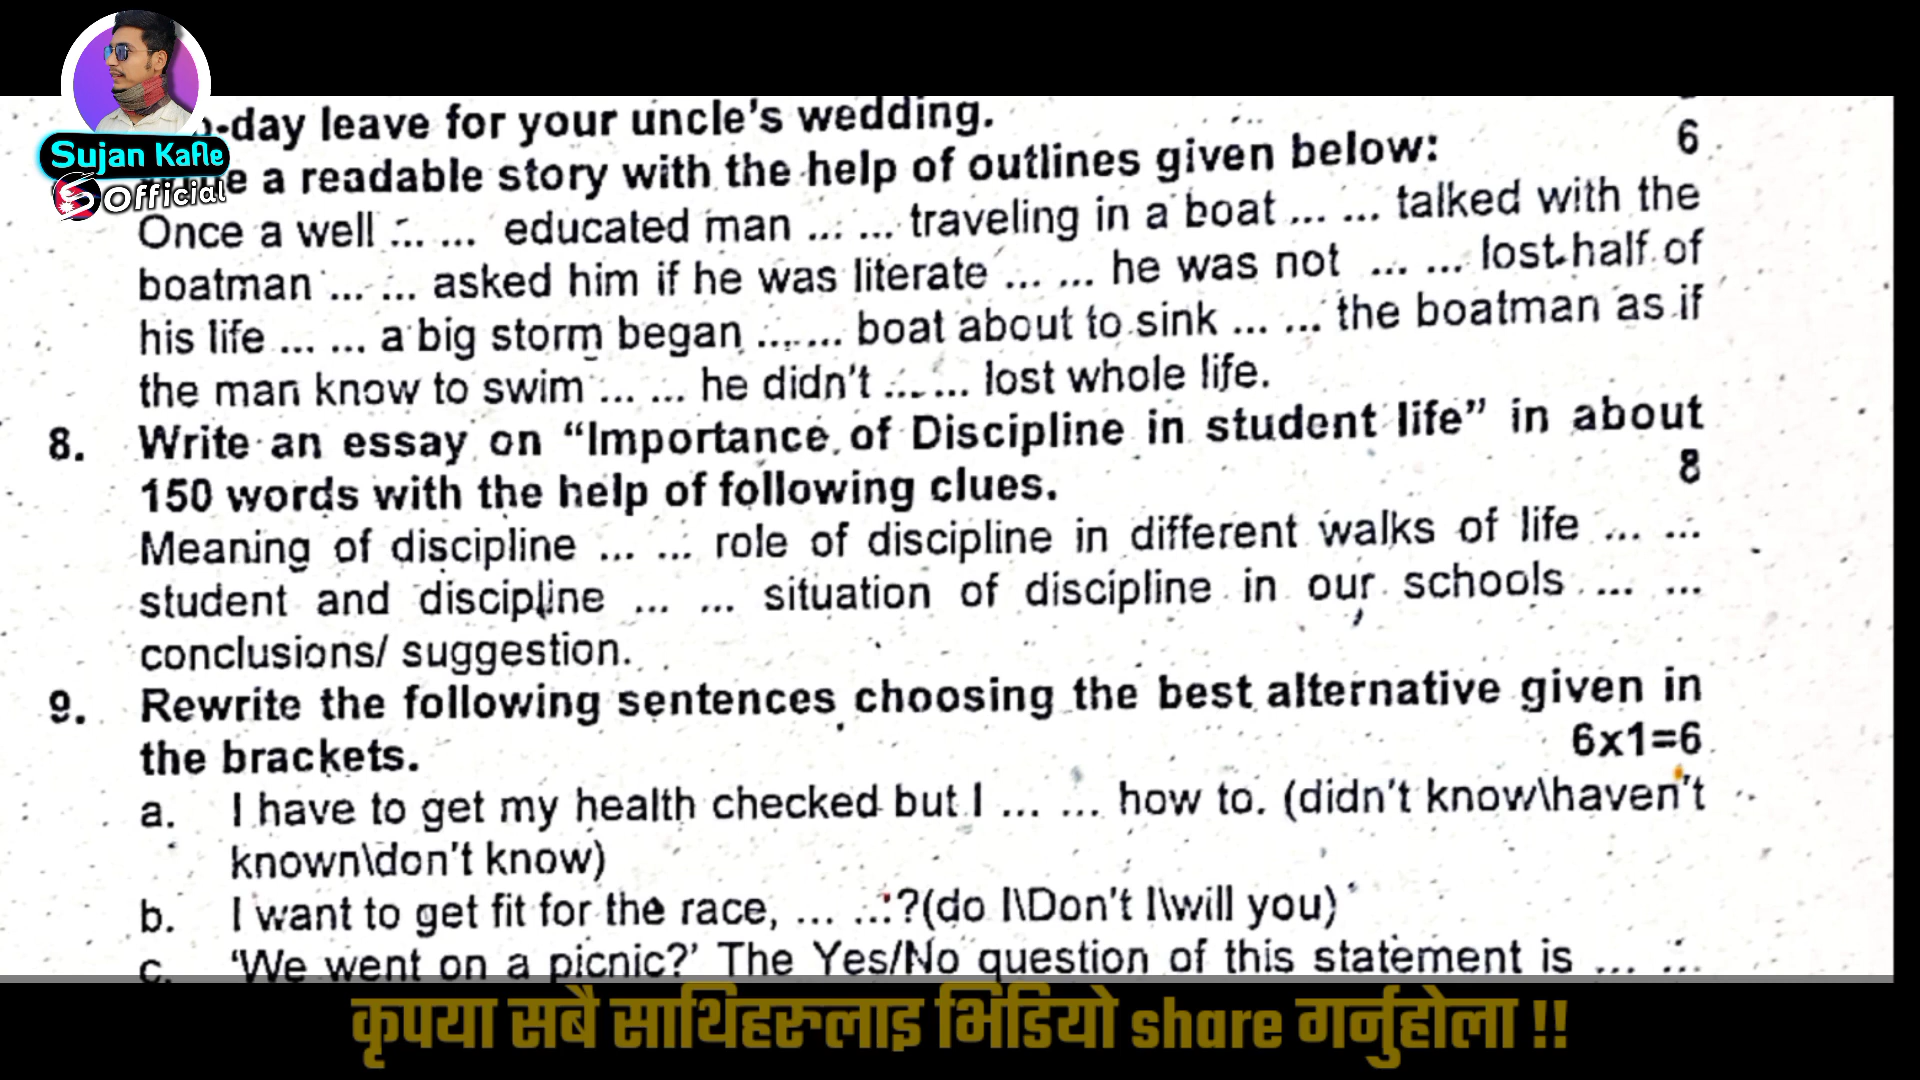 Sujan Kafle
Official
-day leave for your uncle's wedding.
a readable story with the help of outlines given below: 6
Once a well ... ... educated man ... ... traveling in a boat ... ... talked with the
boatman ... ... asked him if he was literate ... ... he was not ... ... lost half of
his life ... ... a big storm began ... ... boat about to sink ... ... the boatman as if
the man know to swim ... ... he didn't ... ... lost whole life.
8. Write an essay on “Importance of Discipline in student life” in about
150 words with the help of following clues. 8
Meaning of discipline ... ... role of discipline in different walks of life ... ...
student and discipline ... ... situation of discipline in our schools ... ...
conclusions/ suggestion.
9. Rewrite the following sentences choosing the best alternative given in
the brackets. 6x1=6
a. I have to get my health checked but I ... ... how to. (didn't know\haven't
known\don't know)
b. I want to get fit for the race, ... ...?(do I\Don't I\will you)
c. 'We went on a picnic?' The Yes/No question of this statement is ... ...
कृपया सबै साथिहरुलाइ भिडियो share गर्नुहोला !!